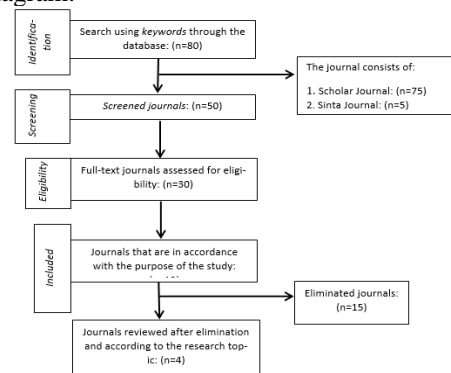 agram.
Identifica-
tion
Search using keywords through the
database: (n=80)
The journal consists of:
1. Scholar Journal: (n=75)
2. Sinta Journal: (n=5)
Screening
Screened journals: (n=50)
Eligibility
Full-text journals assessed for eligi-
bility: (n=30)
Included
Journals that are in accordance
with the purpose of the study:
Eliminated journals:
(n=15)
Journals reviewed after elimination
and according to the research top-
ic: (n=4)